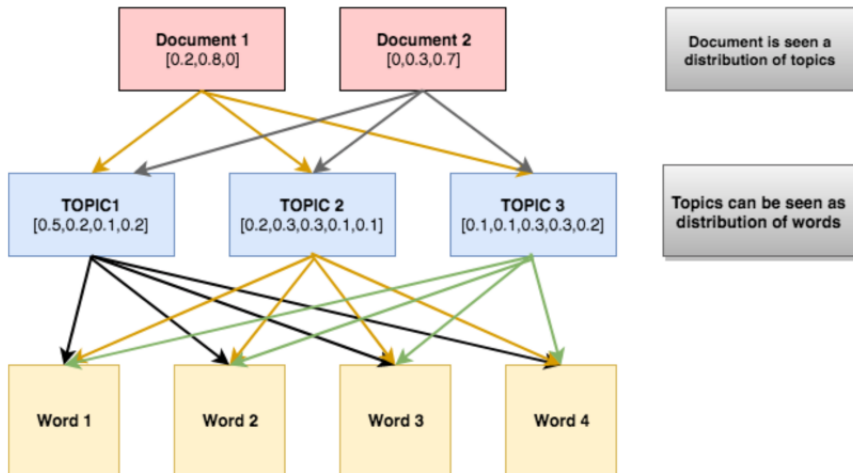 Document 1
[0.2,0.8,0]
Document 2
[0,0.3,0.7]
Document is seen a
distribution of topics
TOPIC1
[0.5,0.2,0.1,0.2]
TOPIC 2
[0.2,0.3,0.3,0.1,0.1]
TOPIC 3
[0.1,0.1,0.3,0.3,0.2]
Topics can be seen as
distribution of words
Word 1
Word 2
Word 3
Word 4